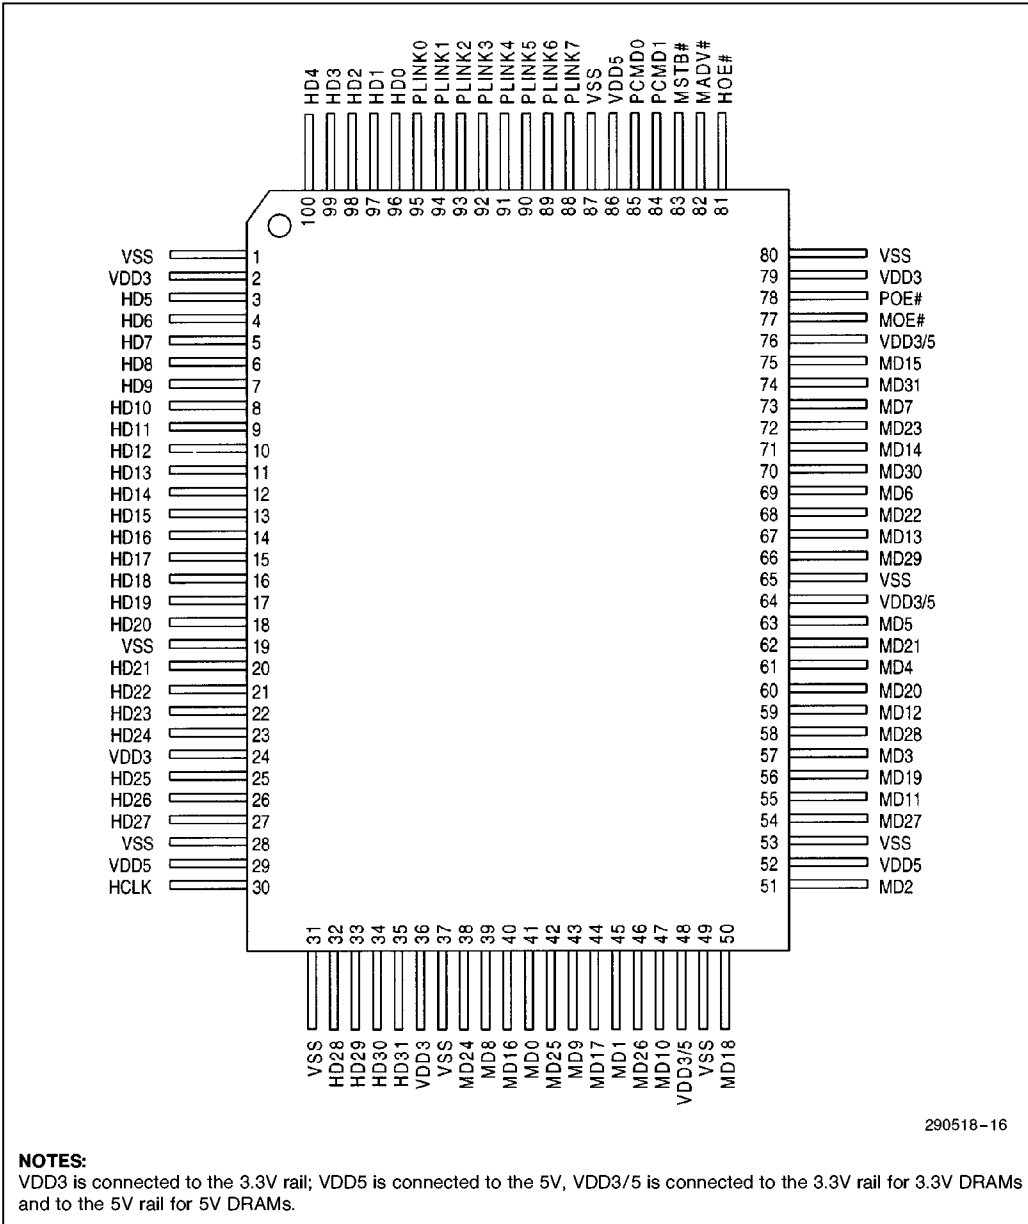 HD4 HD3 HD2 HD1 HD0 PLINK0 PLINK1 PLINK2 PLINK3 PLINK4 PLINK5 PLINK6 PLINK7 VSS VDD5 PCMD0 PCMD1 MSTB# MADV# HOE#
100 99 98 97 96 95 94 93 92 91 90 89 88 87 86 85 84 83 82 81
VSS 1 80 VSS
VDD3 2 79 VDD3
HD5 3 78 POE#
HD6 4 77 MOE#
HD7 5 76 VDD3/5
HD8 6 75 MD15
HD9 7 74 MD31
HD10 8 73 MD7
HD11 9 72 MD23
HD12 10 71 MD14
HD13 11 70 MD30
HD14 12 69 MD6
HD15 13 68 MD22
HD16 14 67 MD13
HD17 15 66 MD29
HD18 16 65 VSS
HD19 17 64 VDD3/5
HD20 18 63 MD5
VSS 19 62 MD21
HD21 20 61 MD4
HD22 21 60 MD20
HD23 22 59 MD12
HD24 23 58 MD28
VDD3 24 57 MD3
HD25 25 56 MD19
HD26 26 55 MD11
HD27 27 54 MD27
VSS 28 53 VSS
VDD5 29 52 VDD5
HCLK 30 51 MD2
31 32 33 34 35 36 37 38 39 40 41 42 43 44 45 46 47 48 49 50
VSS HD28 HD29 HD30 HD31 VDD3 VSS MD24 MD8 MD16 MD0 MD25 MD9 MD17 MD1 MD26 MD10 VDD3/5 VSS MD18
290518-16
NOTES:
VDD3 is connected to the 3.3V rail; VDD5 is connected to the 5V, VDD3/5 is connected to the 3.3V rail for 3.3V DRAMs
and to the 5V rail for 5V DRAMs.